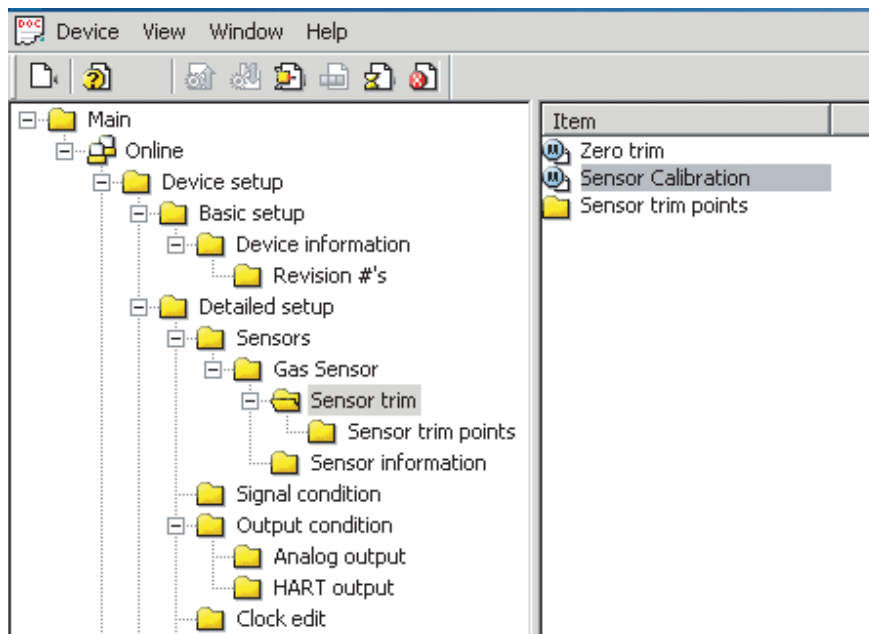 DOC
Device View Window Help
Main
Online
Device setup
Basic setup
Device information
Revision #'s
Detailed setup
Sensors
Gas Sensor
Sensor trim
Sensor trim points
Sensor information
Signal condition
Output condition
Analog output
HART output
Clock edit
Item
M Zero trim
M Sensor Calibration
Sensor trim points